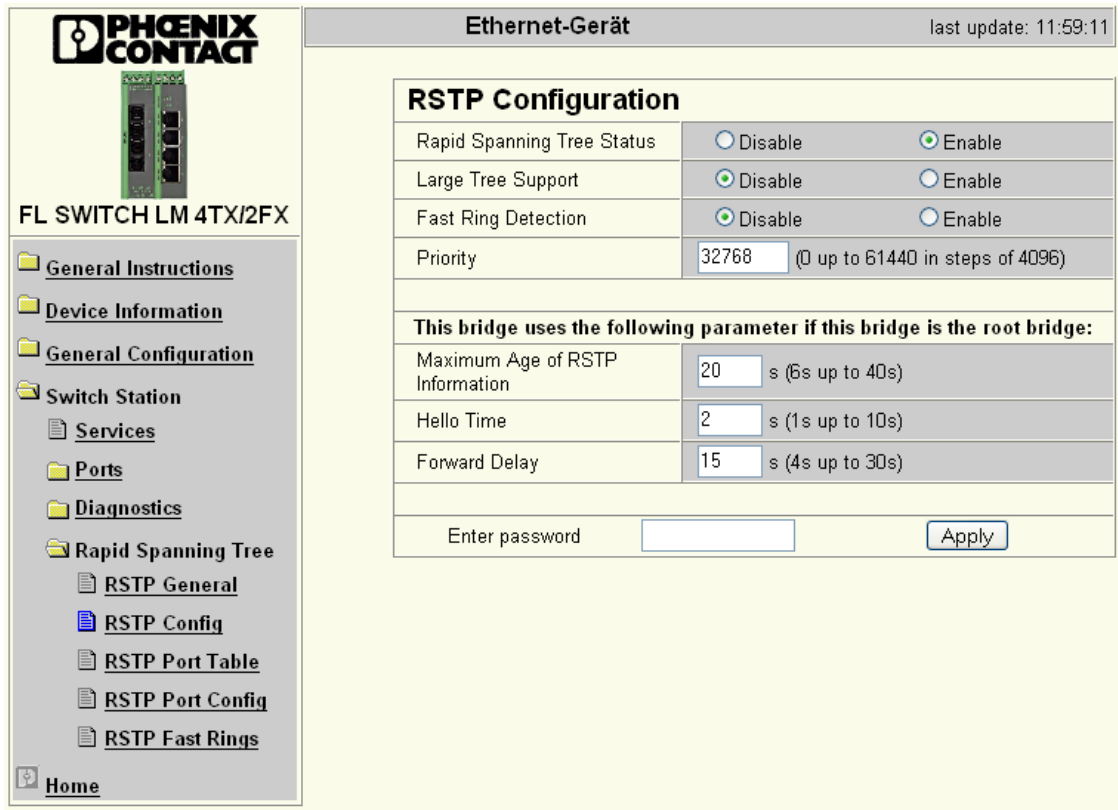 PHŒNIX
CONTACT
FL SWITCH LM 4TX/2FX
General Instructions
Device Information
General Configuration
Switch Station
Services
Ports
Diagnostics
Rapid Spanning Tree
RSTP General
RSTP Config
RSTP Port Table
RSTP Port Config
RSTP Fast Rings
Home
Ethernet-Gerät last update: 11:59:11
RSTP Configuration
Rapid Spanning Tree Status Disable Enable
Large Tree Support Disable Enable
Fast Ring Detection Disable Enable
Priority 32768 (0 up to 61440 in steps of 4096)
This bridge uses the following parameter if this bridge is the root bridge:
Maximum Age of RSTP
Information 20 s (6s up to 40s)
Hello Time 2 s (1s up to 10s)
Forward Delay 15 s (4s up to 30s)
Enter password Apply